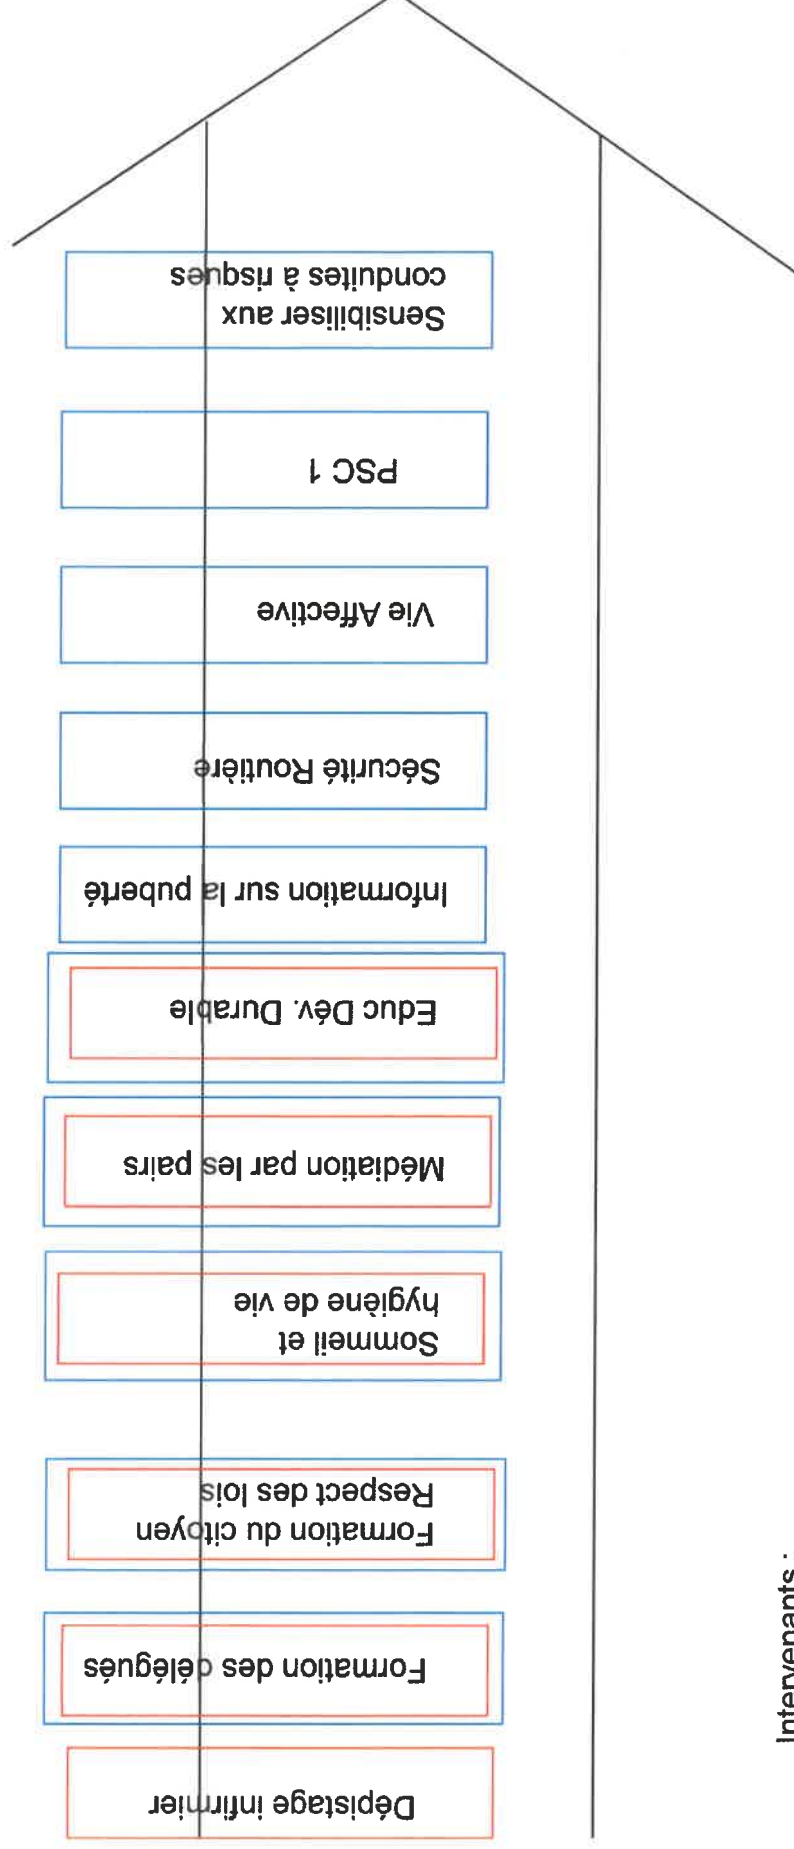 Dépistage infirmier
Formation des délégués
Formation du citoyen
Respect des lois
Sommeil et
hygiène de vie
Médiation par les pairs
Educ Dév. Durable
Information sur la puberté
Sécurité Routière
Vie Affective
PSC 1
Sensibiliser aux
conduites à risques
Intervenants :